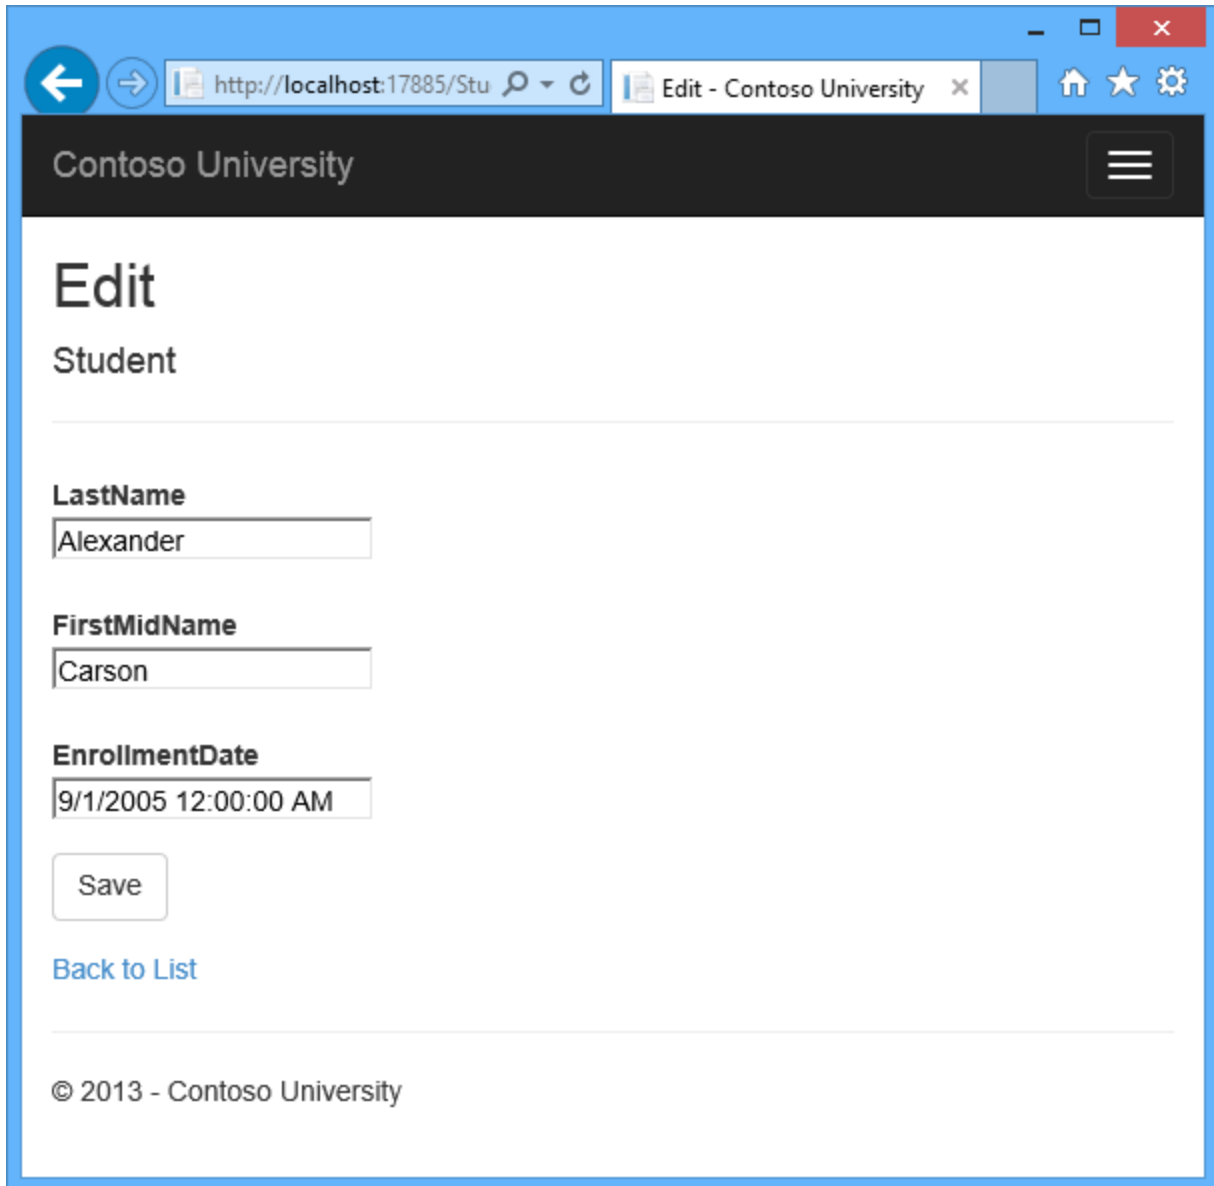 http://localhost:17885/Stu
Edit - Contoso University
Contoso University
Edit
Student
LastName
Alexander
FirstMidName
Carson
EnrollmentDate
9/1/2005 12:00:00 AM
Save
Back to List
© 2013 - Contoso University